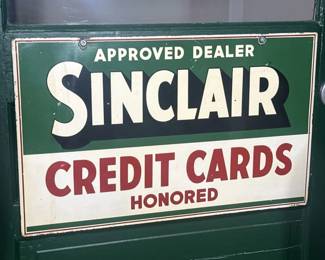 APPROVED DEALER
SINCLAIR
CREDIT CARDS
HONORED